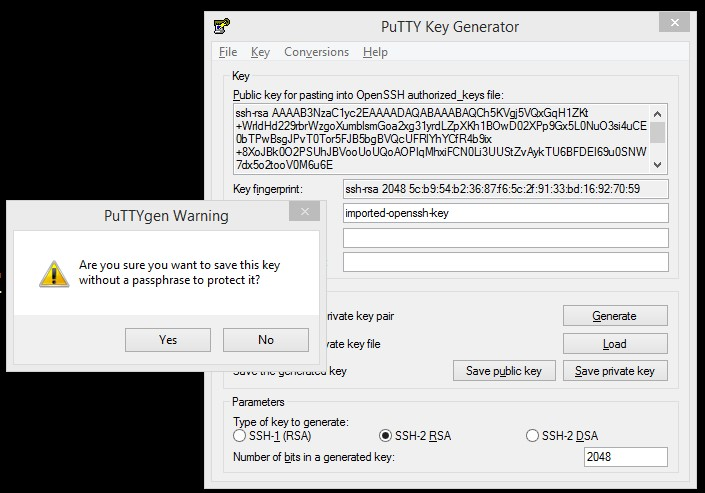 PuTTY Key Generator
File Key Conversions Help
Key
Public key for pasting into OpenSSH authorized_keys file:
ssh-rsa AAAAB3NzaC1yc2EAAAADAQABAAABAQCh5KVgj5VQxGqH1ZKt
+WrldHd229rbrWzgoXumblsmGoa2xg31yrdLZpXKh1BOwD02XPp9Gx5L0NuO3si4uCE
0bTPwBsgJPvT0Tor5FJB5bgBVQcUFRlYhYCfR4b9ix
+8XoJBk0O2PSUhJBVooUoUQoAOPlqMhxiFCN0Li3UUStZvAykTU6BFDEl69u0SNW
7dx5o2tooV0M6u6E
Key fingerprint:
ssh-rsa 2048 5c:b9:54:b2:36:87:f6:5c:2f:91:33:bd:16:92:70:59
imported-openssh-key
PuTTYgen Warning
Are you sure you want to save this key
without a passphrase to protect it?
Yes
No
private key pair
Generate
key file
Load
Save the generated key
Save public key
Save private key
Parameters
Type of key to generate:
SSH-1 (RSA)
SSH-2 RSA
SSH-2 DSA
Number of bits in a generated key:
2048